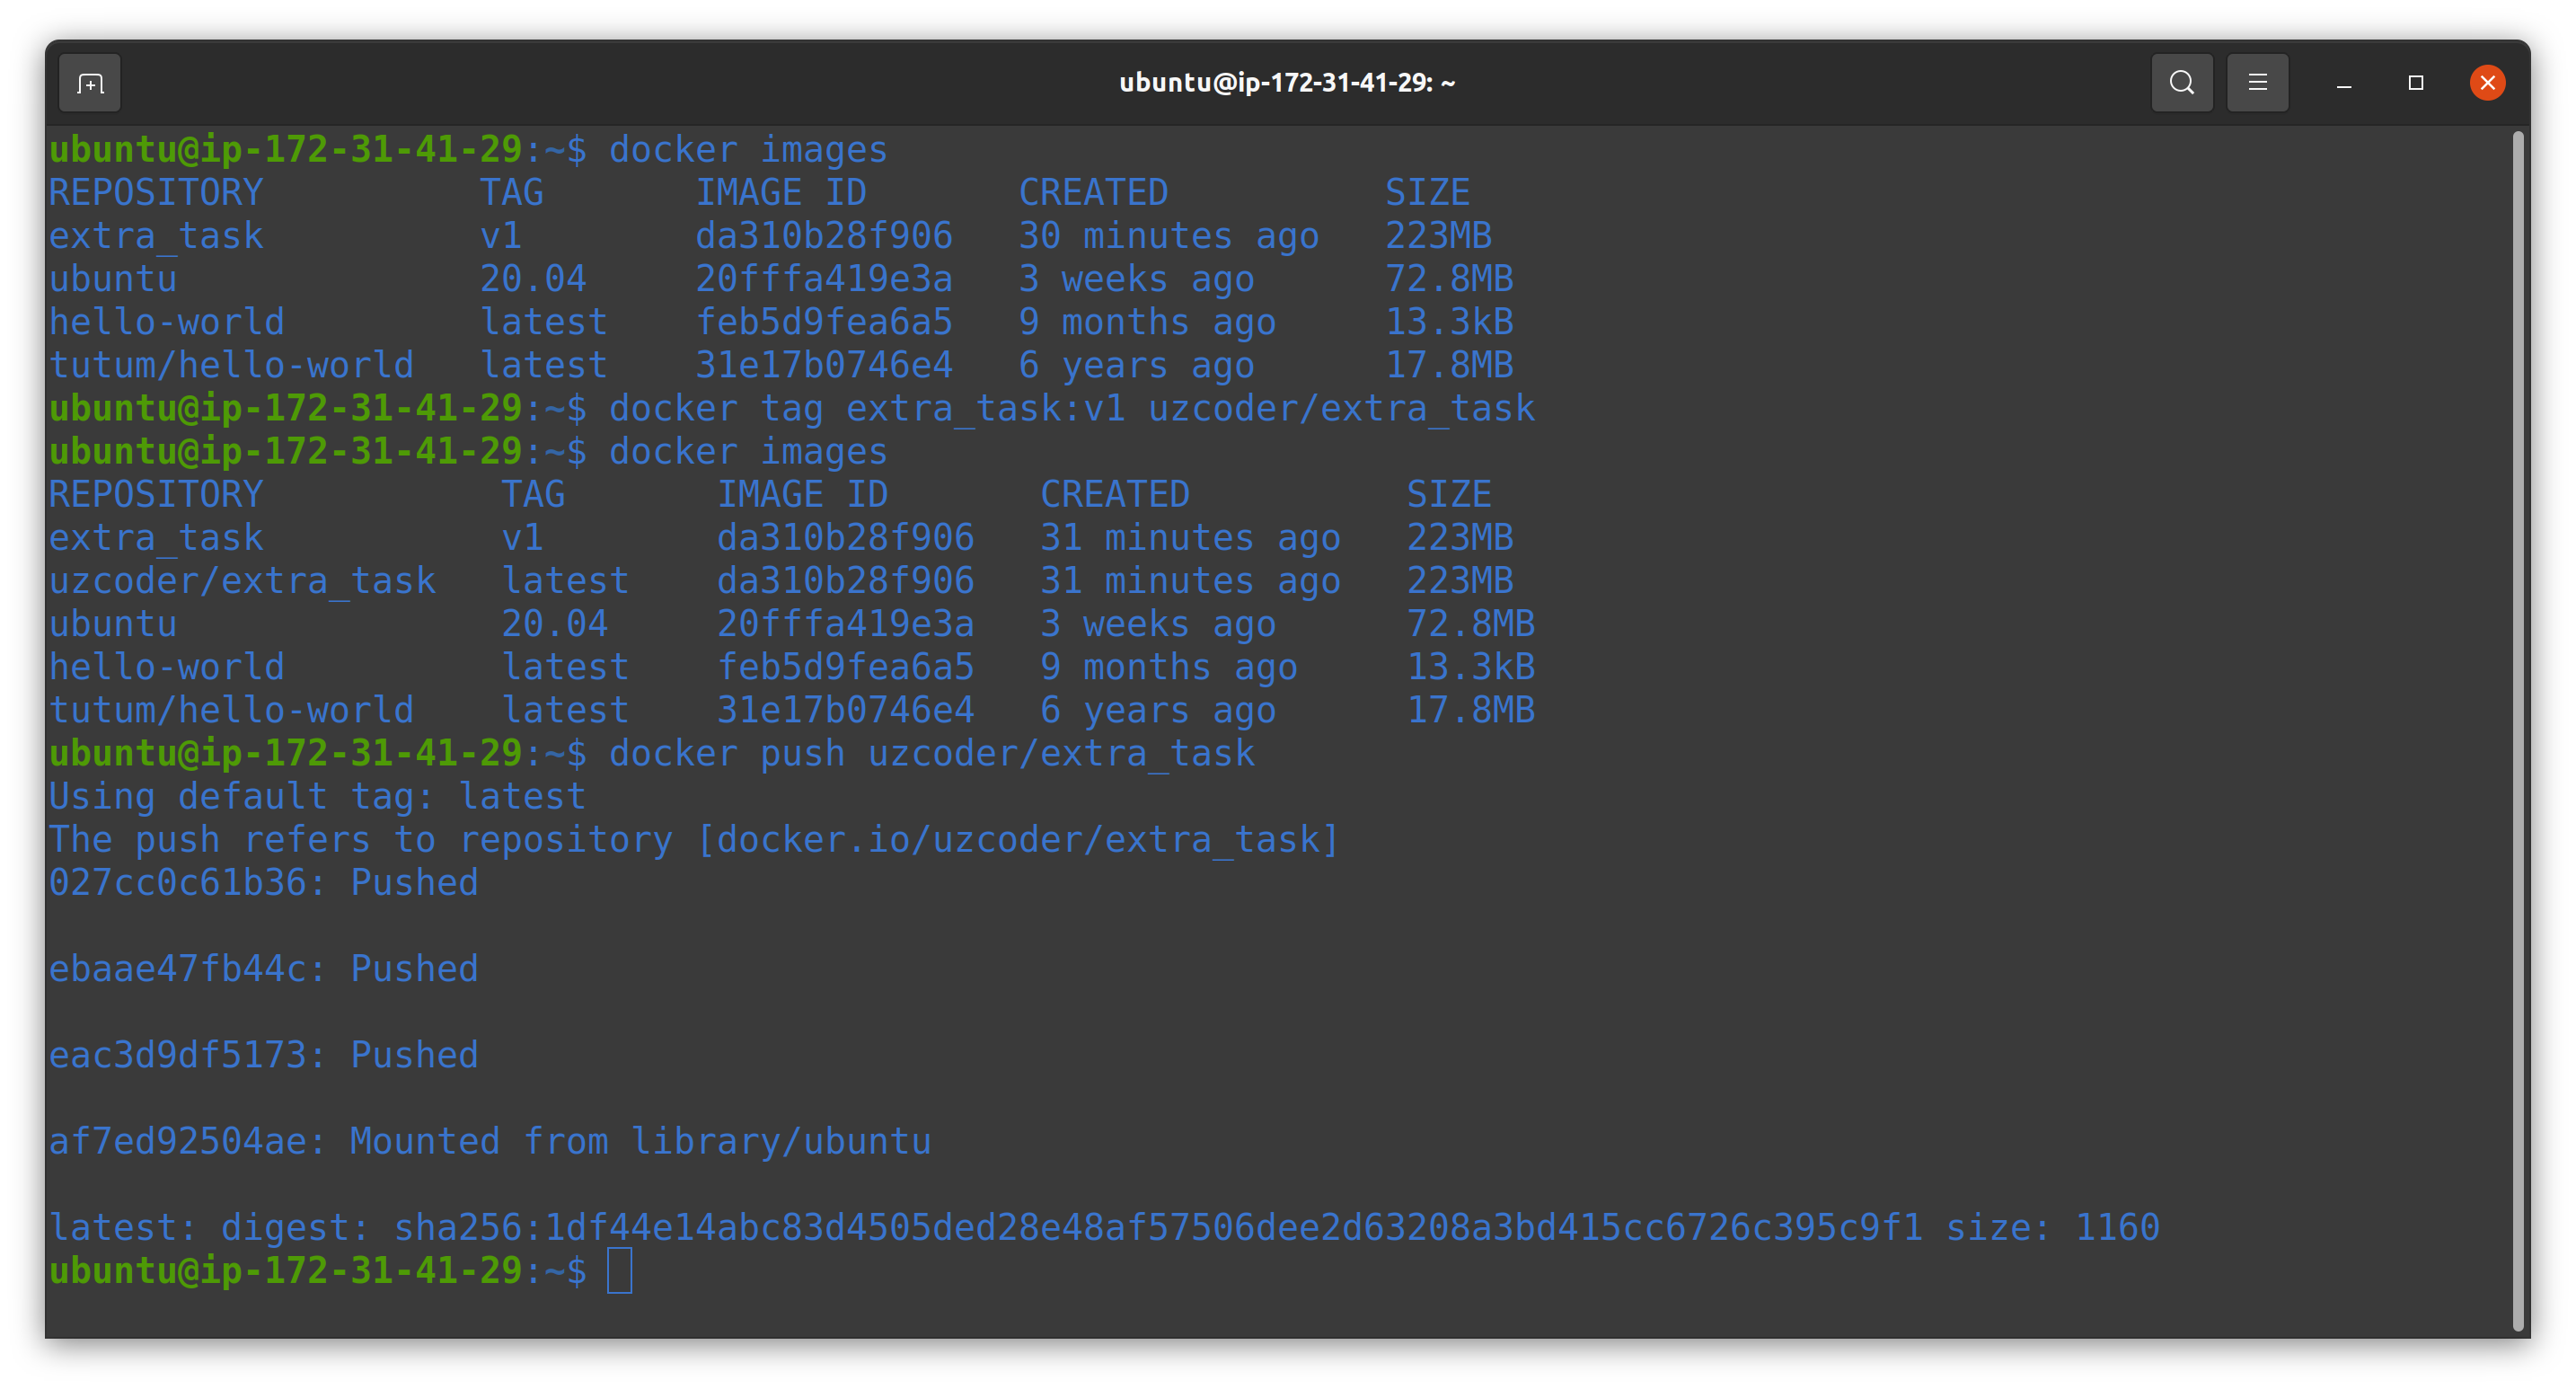 ubuntu@ip-172-31-41-29: ~
ubuntu@ip-172-31-41-29:~$ docker images
REPOSITORY          TAG       IMAGE ID       CREATED          SIZE
extra_task          v1        da310b28f906   30 minutes ago   223MB
ubuntu              20.04     20fffa419e3a   3 weeks ago      72.8MB
hello-world         latest    feb5d9fea6a5   9 months ago     13.3kB
tutum/hello-world   latest    31e17b0746e4   6 years ago      17.8MB
ubuntu@ip-172-31-41-29:~$ docker tag extra_task:v1 uzcoder/extra_task
ubuntu@ip-172-31-41-29:~$ docker images
REPOSITORY           TAG       IMAGE ID       CREATED          SIZE
extra_task           v1        da310b28f906   31 minutes ago   223MB
uzcoder/extra_task   latest    da310b28f906   31 minutes ago   223MB
ubuntu               20.04     20fffa419e3a   3 weeks ago      72.8MB
hello-world          latest    feb5d9fea6a5   9 months ago     13.3kB
tutum/hello-world    latest    31e17b0746e4   6 years ago      17.8MB
ubuntu@ip-172-31-41-29:~$ docker push uzcoder/extra_task
Using default tag: latest
The push refers to repository [docker.io/uzcoder/extra_task]
027cc0c61b36: Pushed
ebaae47fb44c: Pushed
eac3d9df5173: Pushed
af7ed92504ae: Mounted from library/ubuntu
latest: digest: sha256:1df44e14abc83d4505ded28e48af57506dee2d63208a3bd415cc6726c395c9f1 size: 1160
ubuntu@ip-172-31-41-29:~$